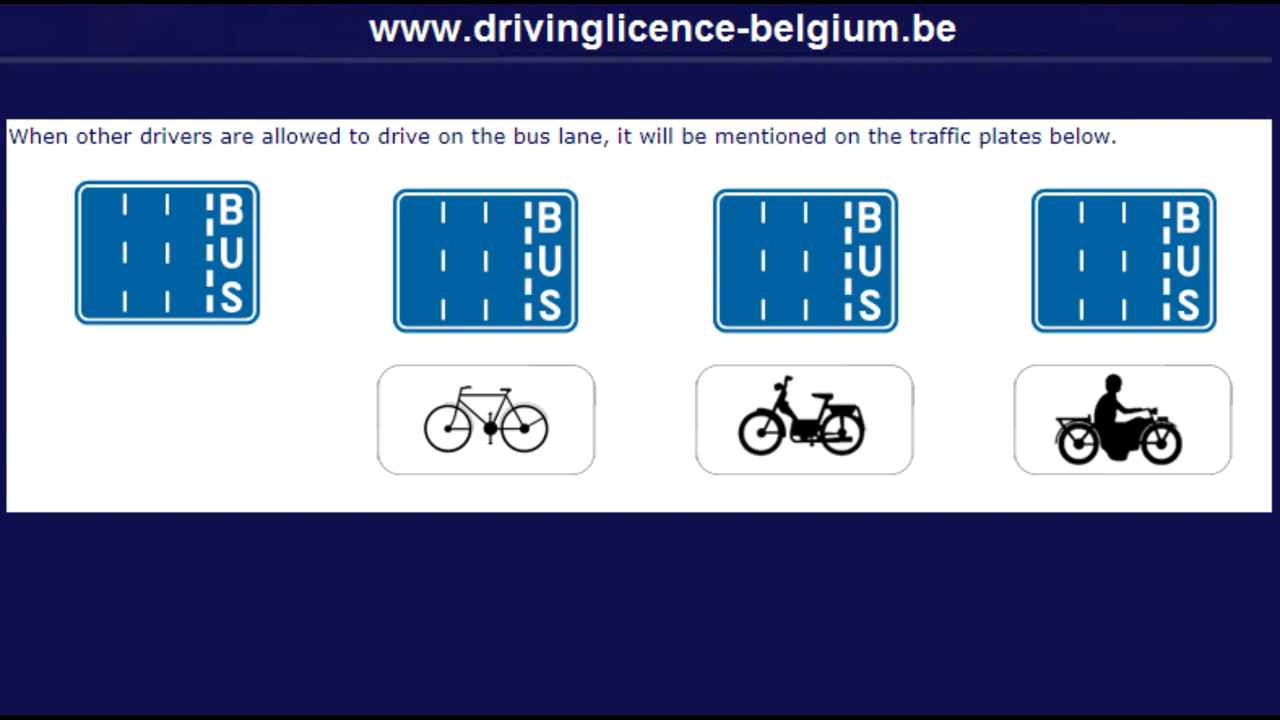 www.drivinglicence-belgium.be
When other drivers are allowed to drive on the bus lane, it will be mentioned on the traffic plates below.
BUS
BUS
BUS
BUS